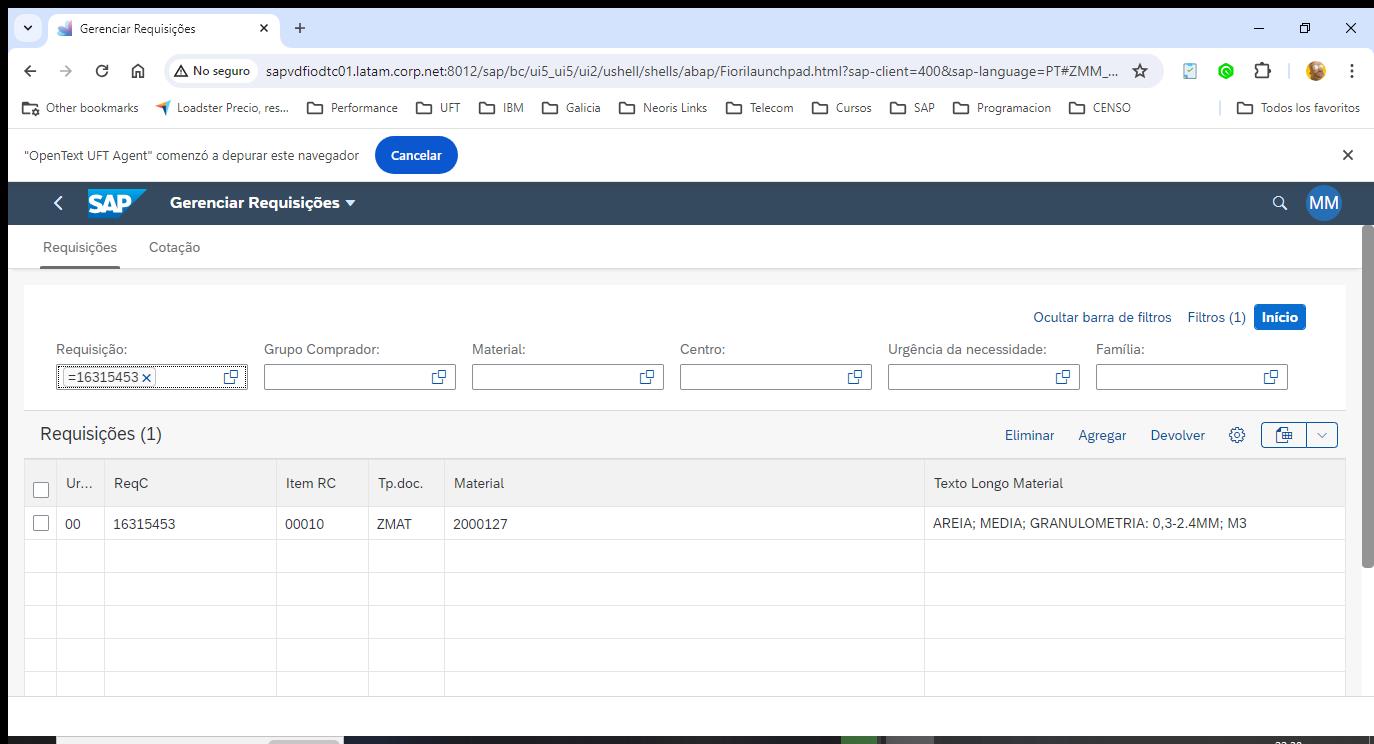 Gerenciar Requisições
No seguro
sapvdfiodtc01.latam.corp.net:8012/sap/bc/ui5_ui5/ui2/ushell/shells/abap/Fiorilaunchpad.html?sap-client=400&sap-language=PT#ZMM_...
Other bookmarks
Loadster Precio, res...
Performance
UFT
IBM
Galicia
Neoris Links
Telecom
Cursos
SAP
Programacion
CENSO
Todos los favoritos
"OpenText UFT Agent" comenzó a depurar este navegador
Cancelar
SAP
Gerenciar Requisições
MM
Requisições
Cotação
Ocultar barra de filtros
Filtros (1)
Início
Requisição:
Grupo Comprador:
Material:
Centro:
Urgência da necessidade:
Família:
=16315453
Requisições (1)
Eliminar
Agregar
Devolver
Ur...
ReqC
Item RC
Tp.doc.
Material
Texto Longo Material
00
16315453
00010
ZMAT
2000127
AREIA; MEDIA; GRANULOMETRIA: 0,3-2.4MM; M3